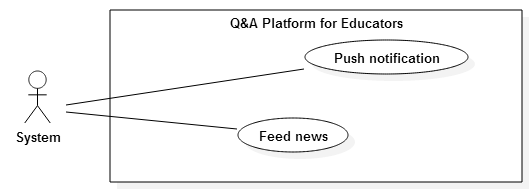 Q&A Platform for Educators
Push notification
System
Feed news